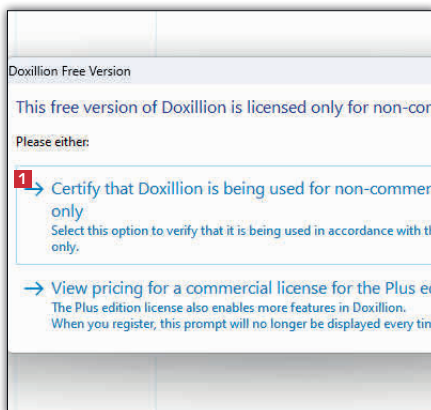 Doxillion Free Version
This free version of Doxillion is licensed only for non-com
Please either:
1
Certify that Doxillion is being used for non-commer
only
Select this option to verify that it is being used in accordance with th
only.
View pricing for a commercial license for the Plus e
The Plus edition license also enables more features in Doxillion.
When you register, this prompt will no longer be displayed every tin